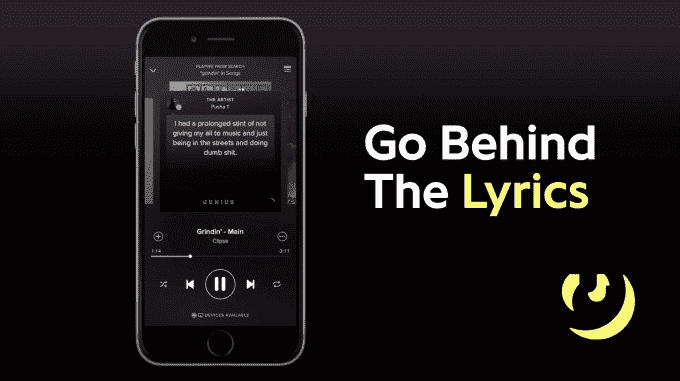 PLAYING FROM SEARCH
"grindin" in Songs
THE ARTIST
Pusha T
I had a prolonged stint of not
giving my all to music and just
being in the streets and doing
dumb shit.
GENIUS
Grindin' - Main
Clipse
1:14
-3:11
DEVICES AVAILABLE
Go Behind
The Lyrics